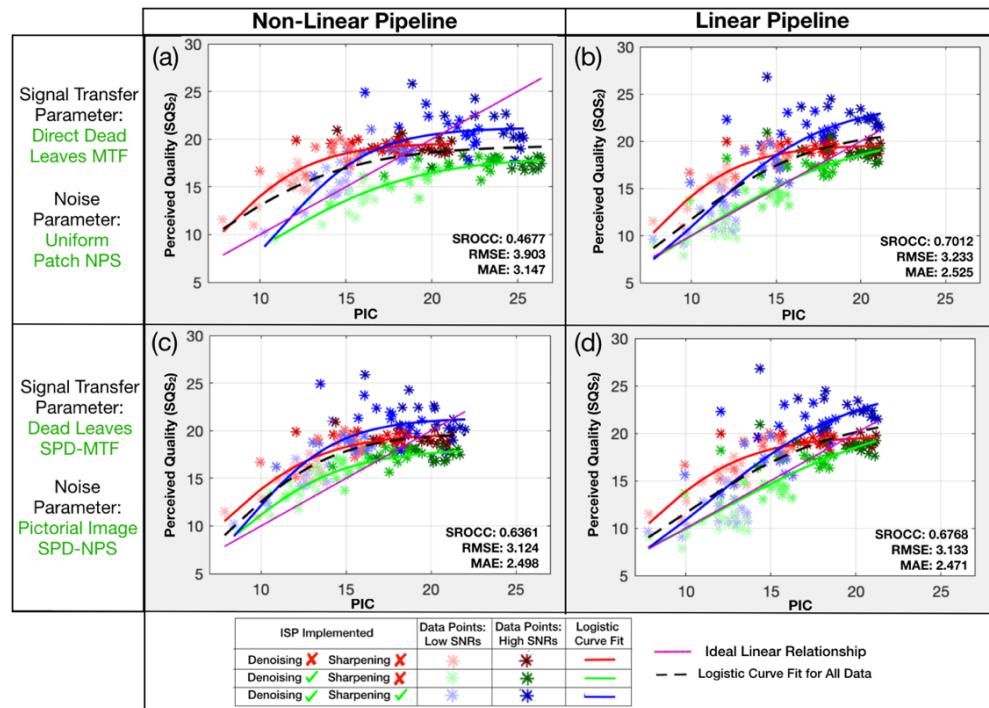 Non-Linear Pipeline
Linear Pipeline
Signal Transfer
Parameter:
Direct Dead
Leaves MTF
Noise
Parameter:
Uniform
Patch NPS
(a)
30
25
20
15
10
5
Perceived Quality (SQS₂)
10
15
20
25
PIC
SROCC: 0.4677
RMSE: 3.903
MAE: 3.147
(b)
30
25
20
15
10
5
Perceived Quality (SQS₂)
10
15
20
25
PIC
SROCC: 0.7012
RMSE: 3.233
MAE: 2.525
Signal Transfer
Parameter:
Dead Leaves
SPD-MTF
Noise
Parameter:
Pictorial Image
SPD-NPS
(c)
30
25
20
15
10
5
Perceived Quality (SQS₂)
10
15
20
25
PIC
SROCC: 0.6361
RMSE: 3.124
MAE: 2.498
(d)
30
25
20
15
10
5
Perceived Quality (SQS₂)
10
15
20
25
PIC
SROCC: 0.6768
RMSE: 3.133
MAE: 2.471
ISP Implemented
Data Points:
Low SNRs
Data Points:
High SNRs
Logistic
Curve Fit
Denoising ✘ Sharpening ✘
Denoising ✓ Sharpening ✘
Denoising ✓ Sharpening ✓
Ideal Linear Relationship
Logistic Curve Fit for All Data